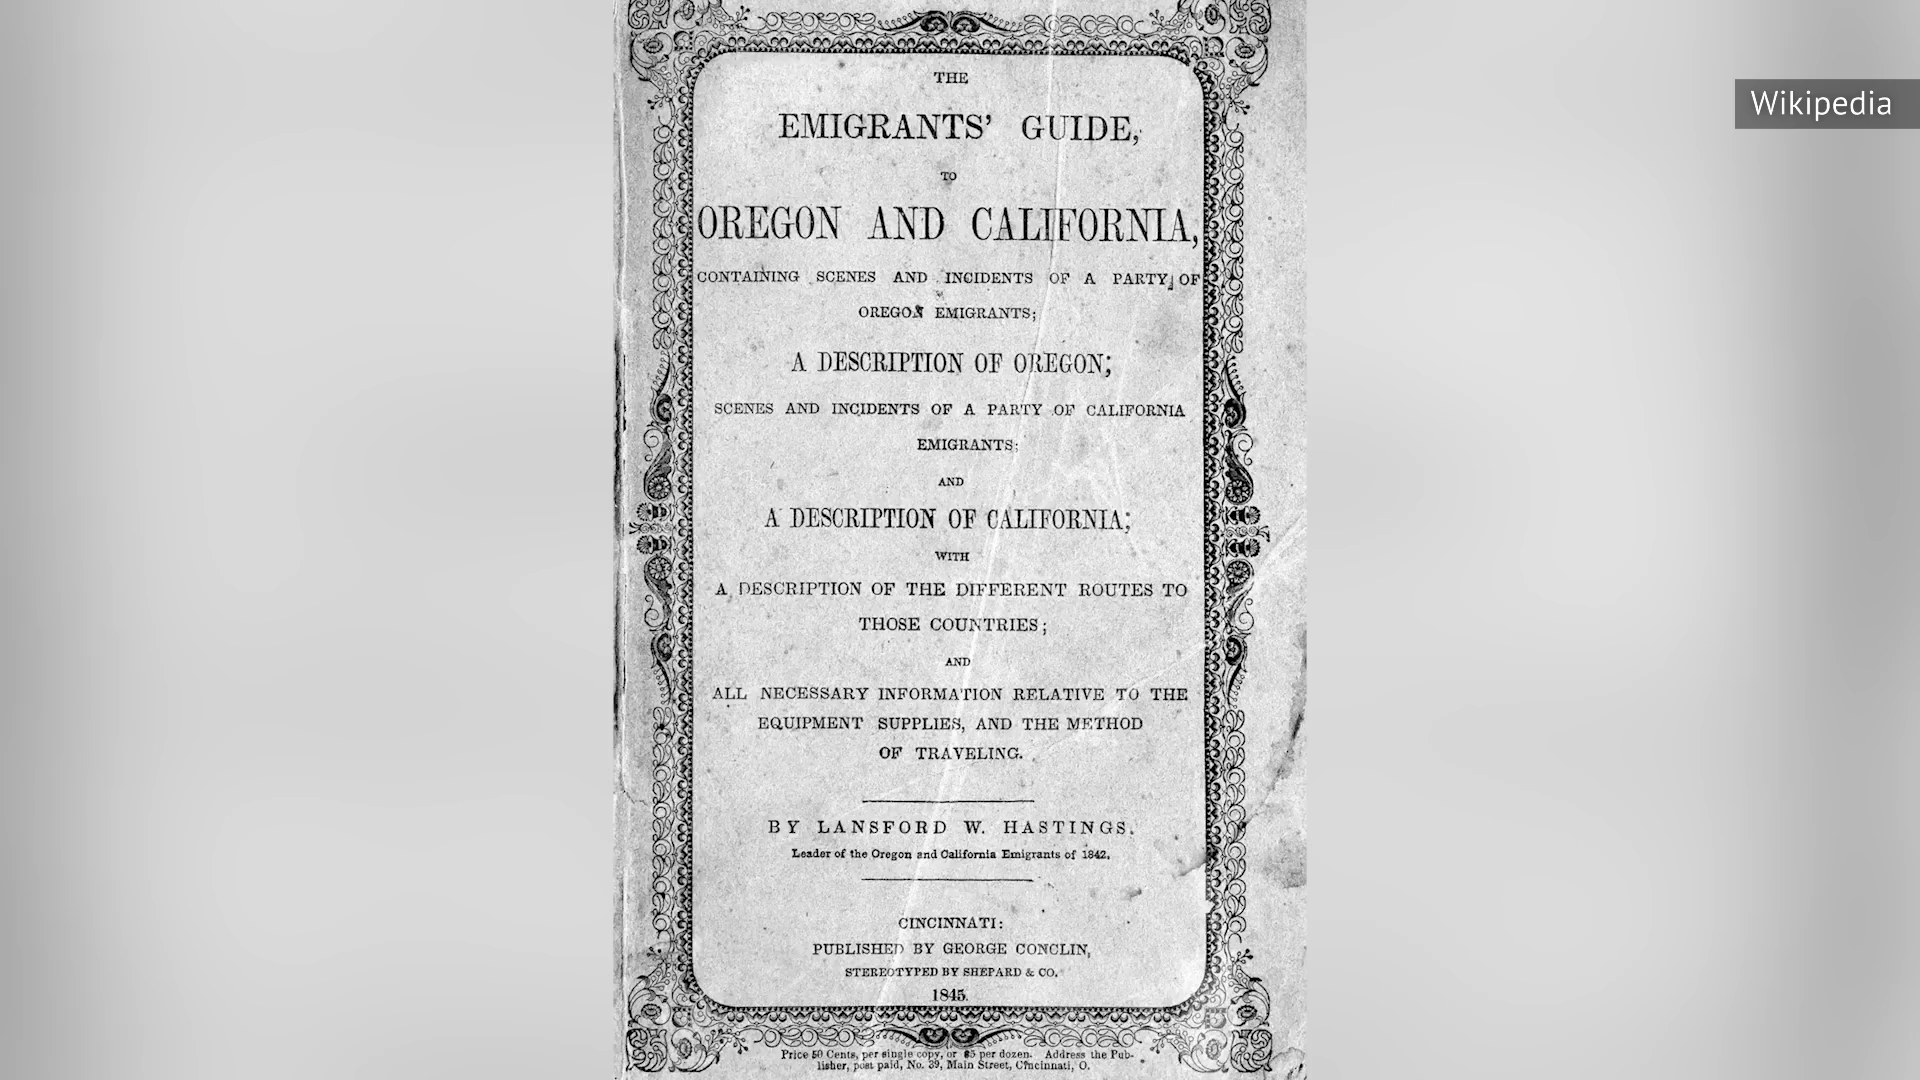 Wikipedia
THE
EMIGRANTS' GUIDE,
TO
OREGON AND CALIFORNIA,
CONTAINING SCENES AND INCIDENTS OF A PARTY OF
OREGON EMIGRANTS;
A DESCRIPTION OF OREGON;
SCENES AND INCIDENTS OF A PARTY OF CALIFORNIA
EMIGRANTS;
AND
A DESCRIPTION OF CALIFORNIA;
WITH
A DESCRIPTION OF THE DIFFERENT ROUTES TO
THOSE COUNTRIES;
AND
ALL NECESSARY INFORMATION RELATIVE TO THE
EQUIPMENT SUPPLIES, AND THE METHOD
OF TRAVELING.
BY LANSFORD W. HASTINGS.
Leader of the Oregon and California Emigrants of 1842.
CINCINNATI:
PUBLISHED BY GEORGE CONCLIN,
STEREOTYPED BY SHEPARD & CO.
1845.
Price 50 Cents, per single copy, or $5 per dozen. Address the Pub-
lisher, post paid, No. 39, Main Street, Cincinnati, O.